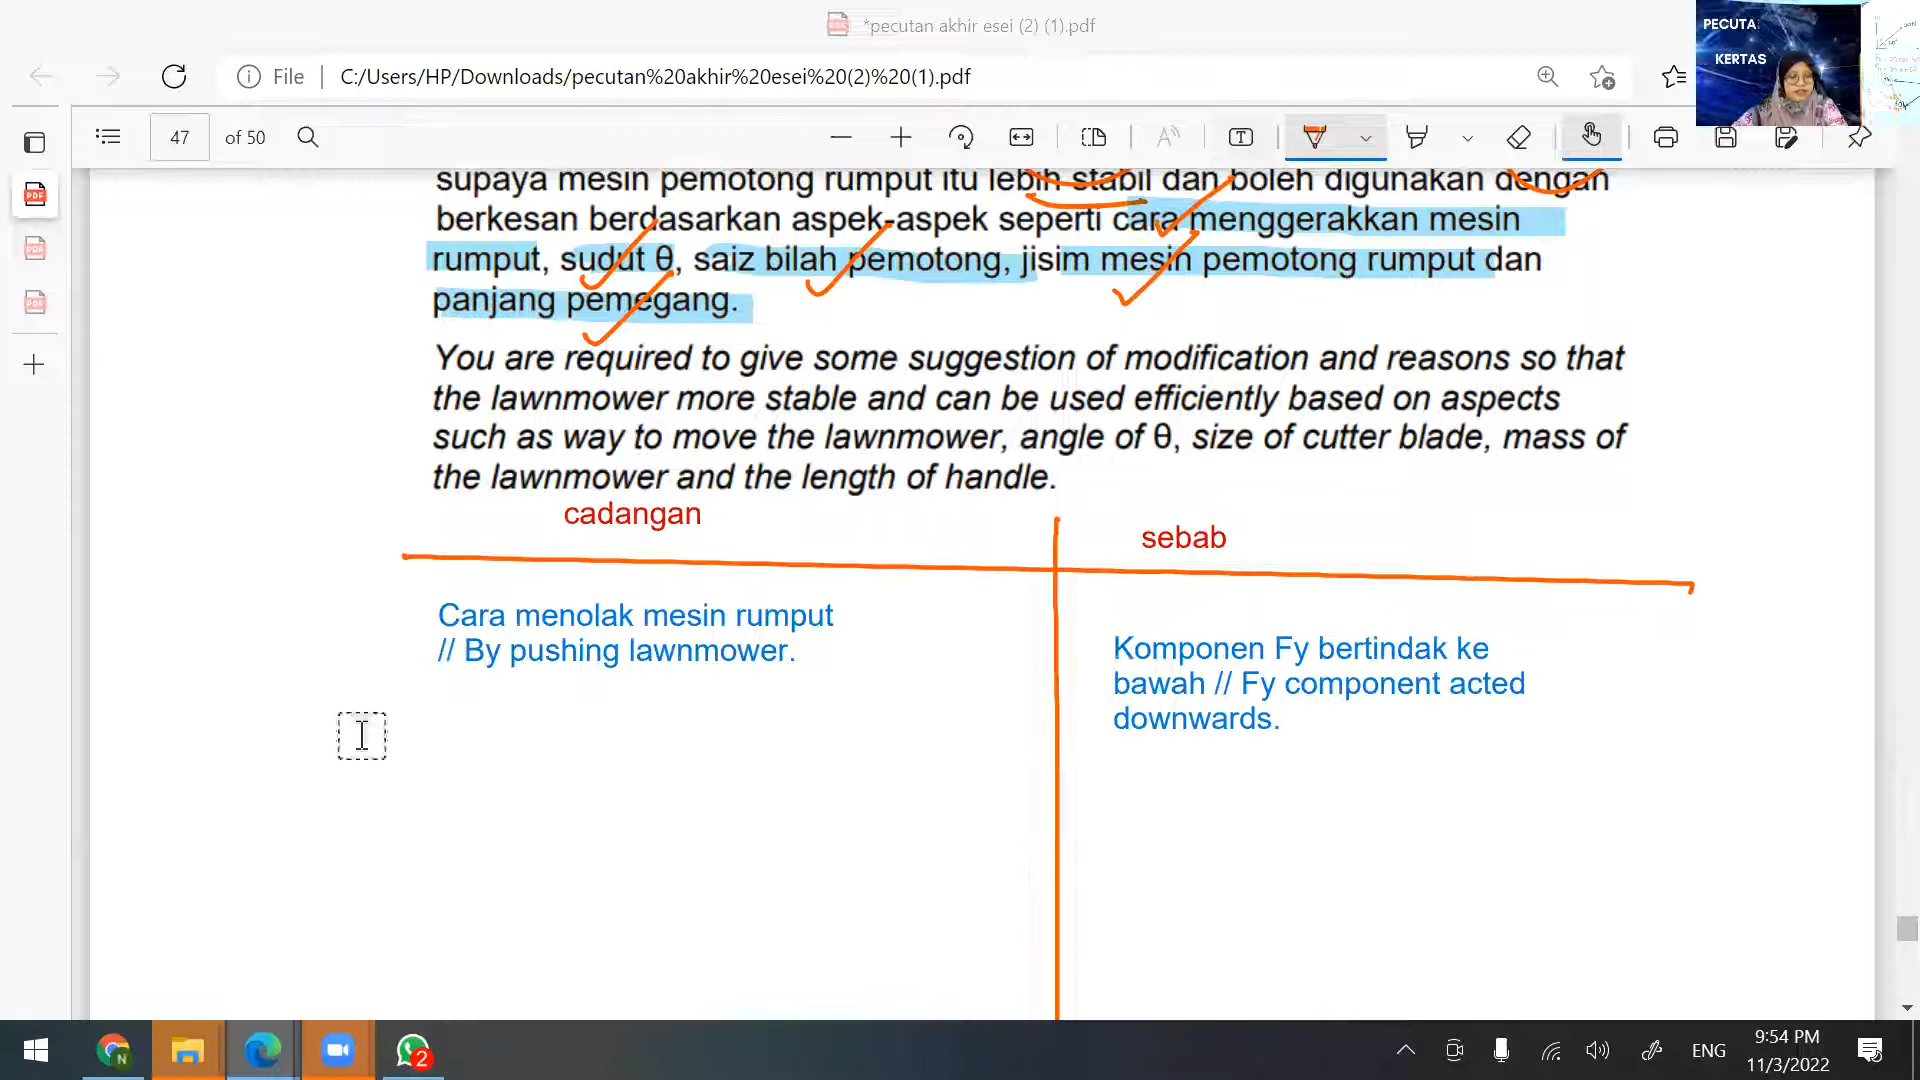 *pecutan akhir esei (2) (1).pdf
File
C:/Users/HP/Downloads/pecutan%20akhir%20esei%20(2)%20(1).pdf
PECUTA
KERTAS
47
of 50
supaya mesin pemotong rumput itu lebih stabil dan boleh digunakan dengan
berkesan berdasarkan aspek-aspek seperti cara menggerakkan mesin
rumput, sudut θ, saiz bilah pemotong, jisim mesin pemotong rumput dan
panjang pemegang.
You are required to give some suggestion of modification and reasons so that
the lawnmower more stable and can be used efficiently based on aspects
such as way to move the lawnmower, angle of θ, size of cutter blade, mass of
the lawnmower and the length of handle.
cadangan
sebab
Cara menolak mesin rumput
// By pushing lawnmower.
Komponen Fy bertindak ke
bawah // Fy component acted
downwards.
2
ENG
9:54 PM
11/3/2022